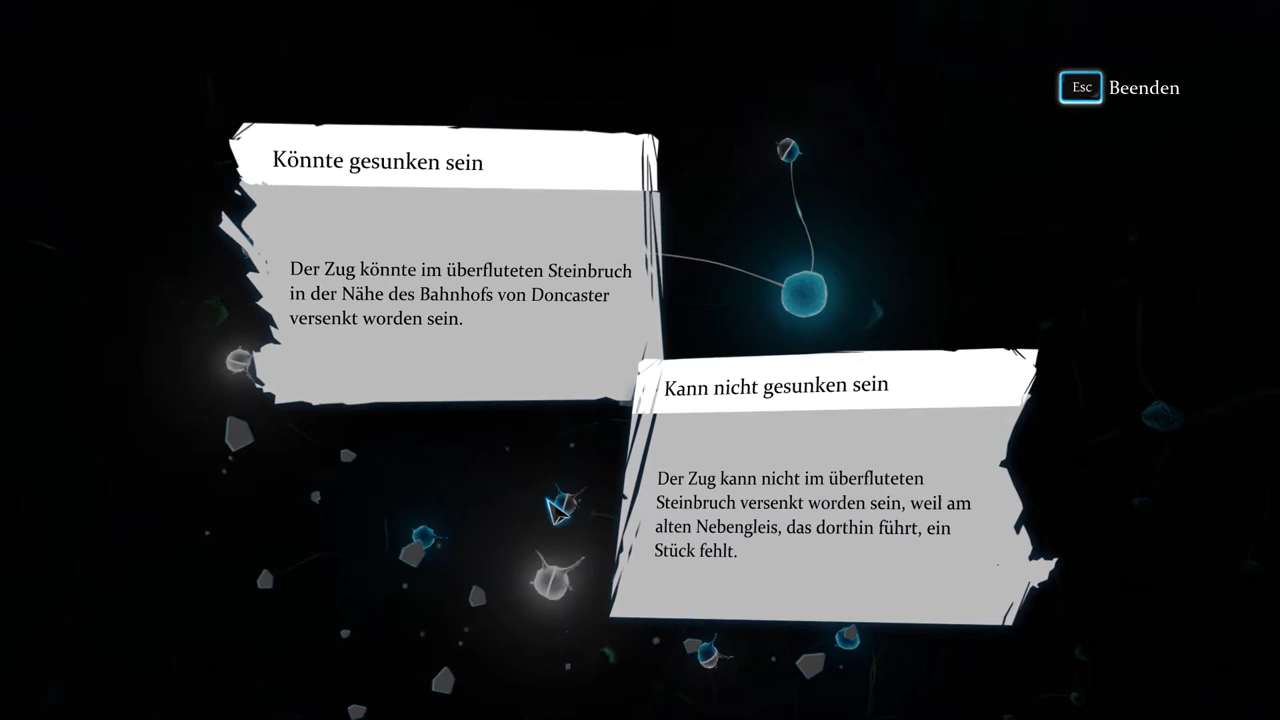 Esc Beenden
Könnte gesunken sein
Der Zug könnte im überfluteten Steinbruch
in der Nähe des Bahnhofs von Doncaster
versenkt worden sein.
Kann nicht gesunken sein
Der Zug kann nicht im überfluteten
Steinbruch versenkt worden sein, weil am
alten Nebengleis, das dorthin führt, ein
Stück fehlt.